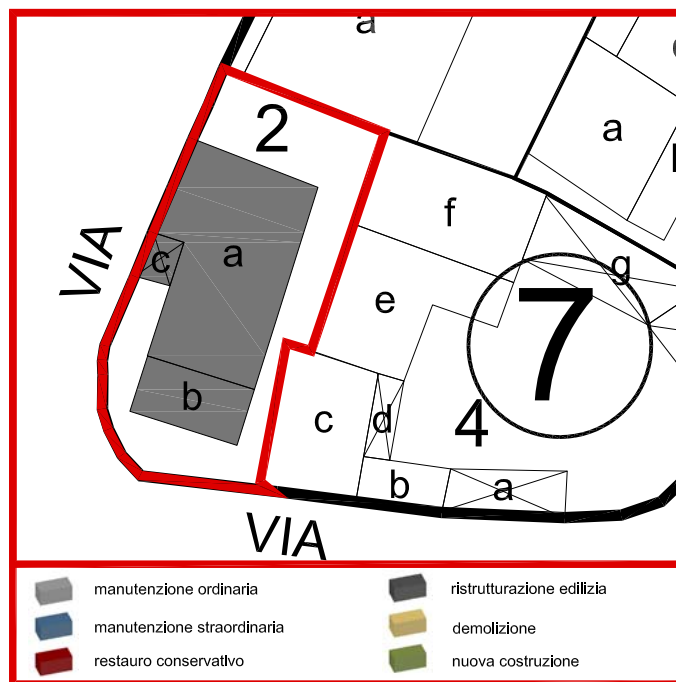 a
2
a
f
VIA
c
a
g
e
7
b
c
d
4
b
a
VIA
manutenzione ordinaria
ristrutturazione edilizia
manutenzione straordinaria
demolizione
restauro conservativo
nuova costruzione